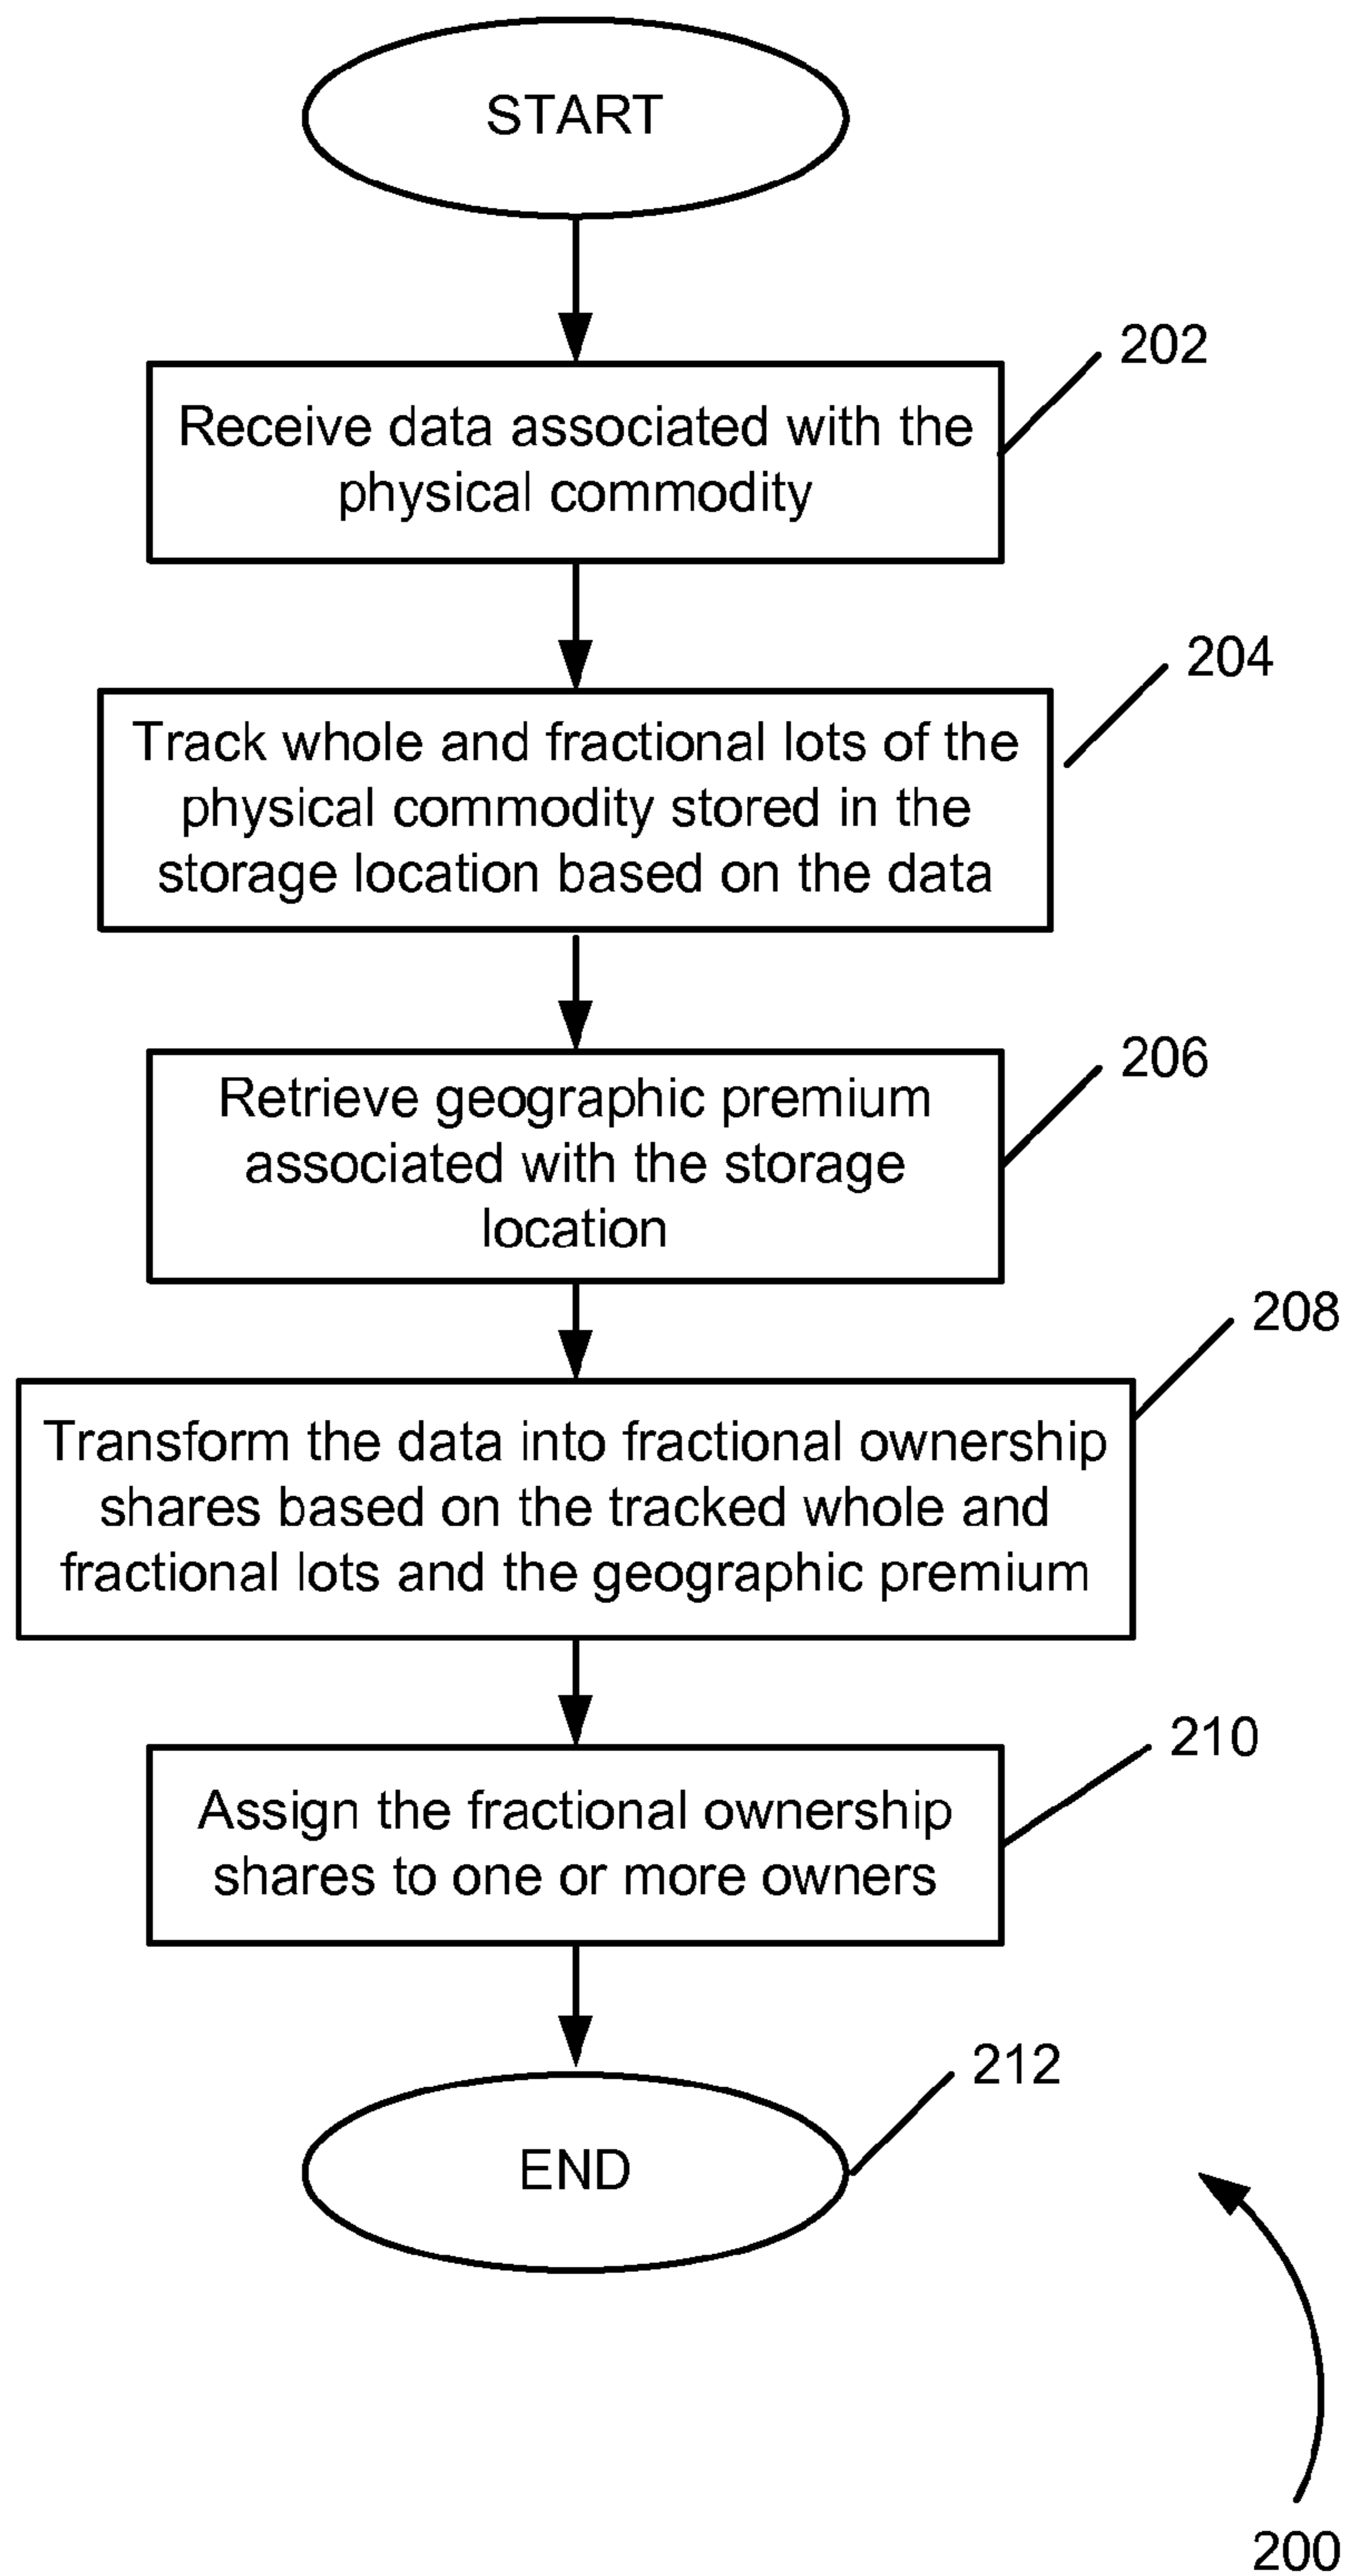 START
202
Receive data associated with the
physical commodity
204
Track whole and fractional lots of the
physical commodity stored in the
storage location based on the data
206
Retrieve geographic premium
associated with the storage
location
208
Transform the data into fractional ownership
shares based on the tracked whole and
fractional lots and the geographic premium
210
Assign the fractional ownership
shares to one or more owners
212
END
200